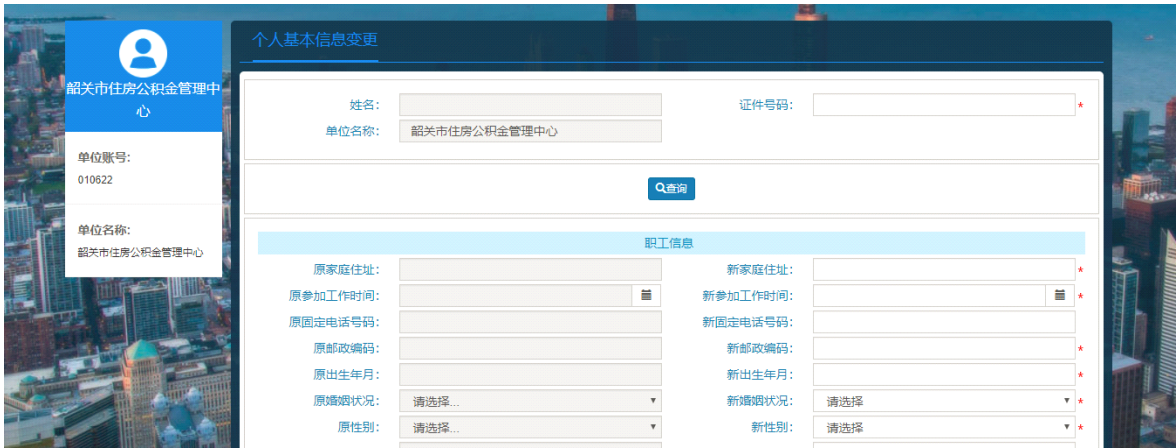 韶关市住房公积金管理中
心
单位账号:
010622
单位名称:
韶关市住房公积金管理中心
个人基本信息变更
姓名:
证件号码: *
单位名称: 韶关市住房公积金管理中心
查询
职工信息
原家庭住址: 新家庭住址: *
原参加工作时间: 新参加工作时间: *
原固定电话号码: 新固定电话号码:
原邮政编码: 新邮政编码: *
原出生年月: 新出生年月: *
原婚姻状况: 请选择... 新婚姻状况: 请选择 *
原性别: 请选择... 新性别: 请选择 *